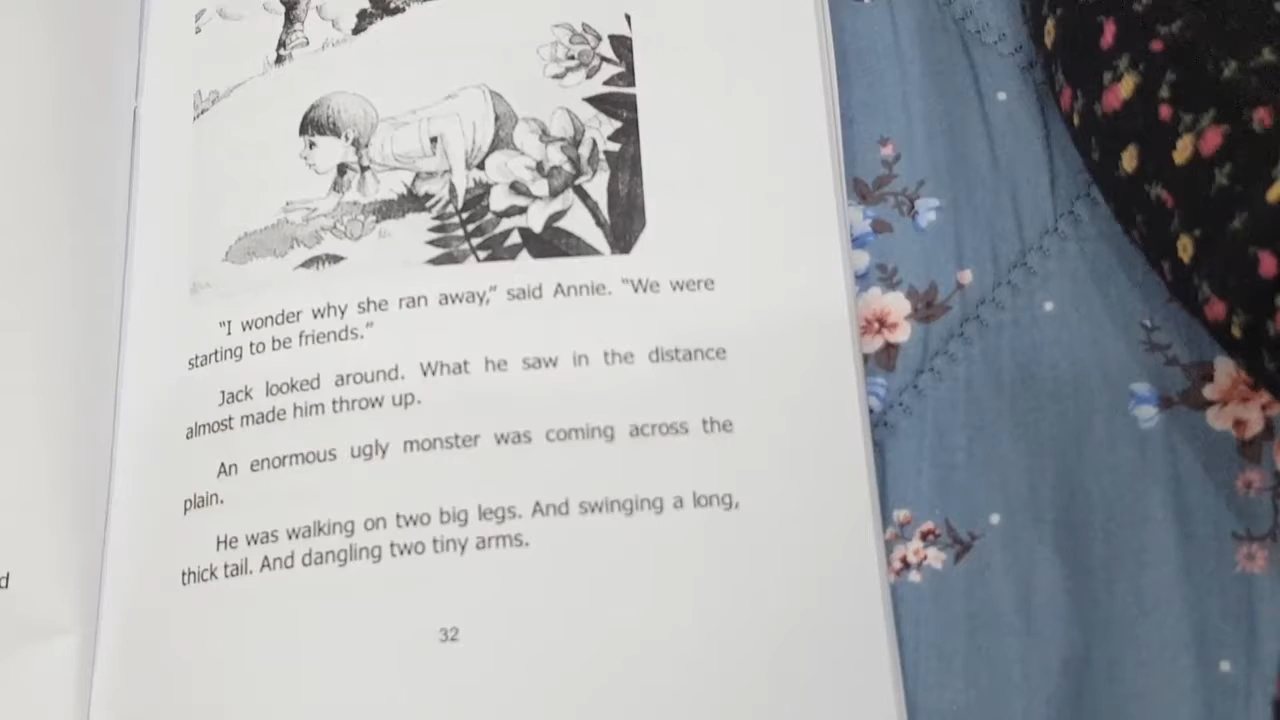 “I wonder why she ran away,” said Annie. “We were
starting to be friends.”
Jack looked around. What he saw in the distance
almost made him throw up.
An enormous ugly monster was coming across the
plain.
He was walking on two big legs. And swinging a long,
thick tail. And dangling two tiny arms.
32
d